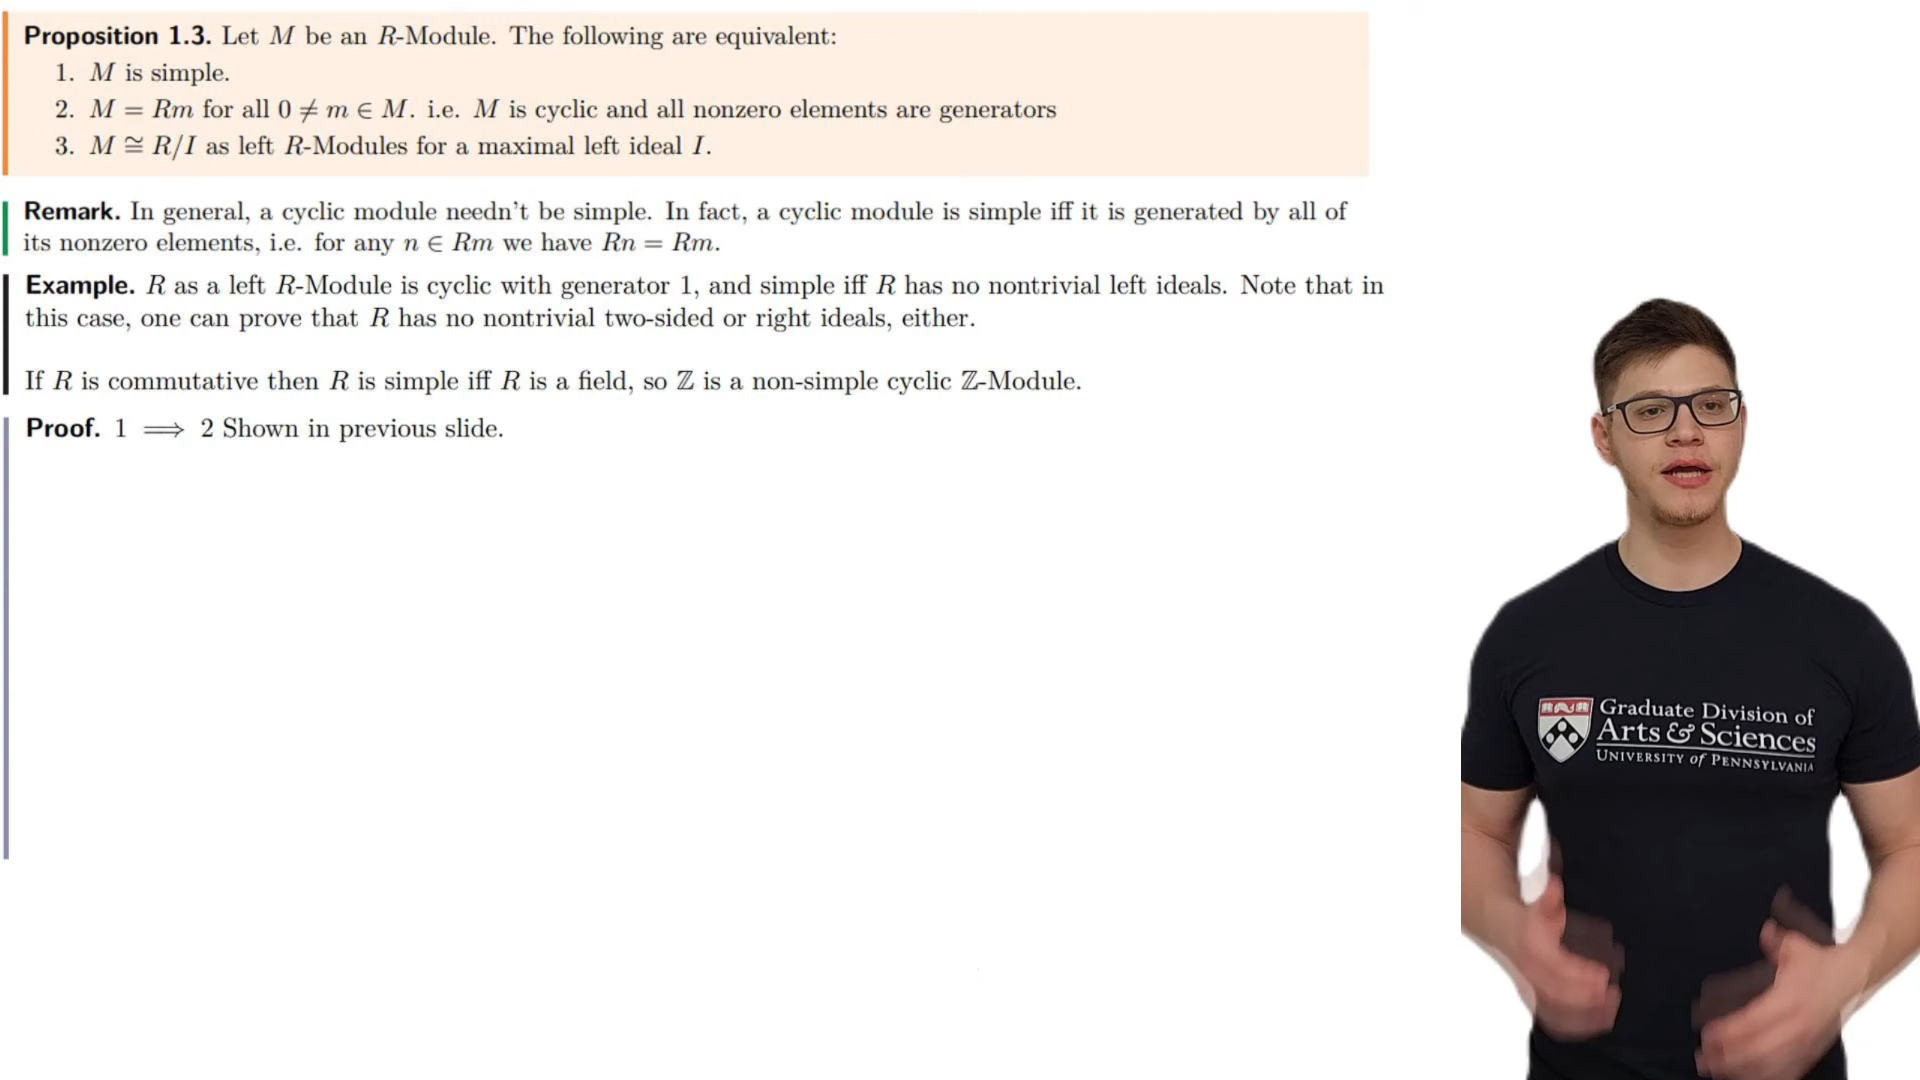 Proposition 1.3. Let M be an R-Module. The following are equivalent:
1. M is simple.
2. M = Rm for all 0 ≠ m ∈ M. i.e. M is cyclic and all nonzero elements are generators
3. M ≅ R/I as left R-Modules for a maximal left ideal I.
Remark. In general, a cyclic module needn't be simple. In fact, a cyclic module is simple iff it is generated by all of
its nonzero elements, i.e. for any n ∈ Rm we have Rn = Rm.
Example. R as a left R-Module is cyclic with generator 1, and simple iff R has no nontrivial left ideals. Note that in
this case, one can prove that R has no nontrivial two-sided or right ideals, either.
If R is commutative then R is simple iff R is a field, so ℤ is a non-simple cyclic ℤ-Module.
Proof. 1 ⟹ 2 Shown in previous slide.
Graduate Division of
Arts & Sciences
UNIVERSITY of PENNSYLVANIA